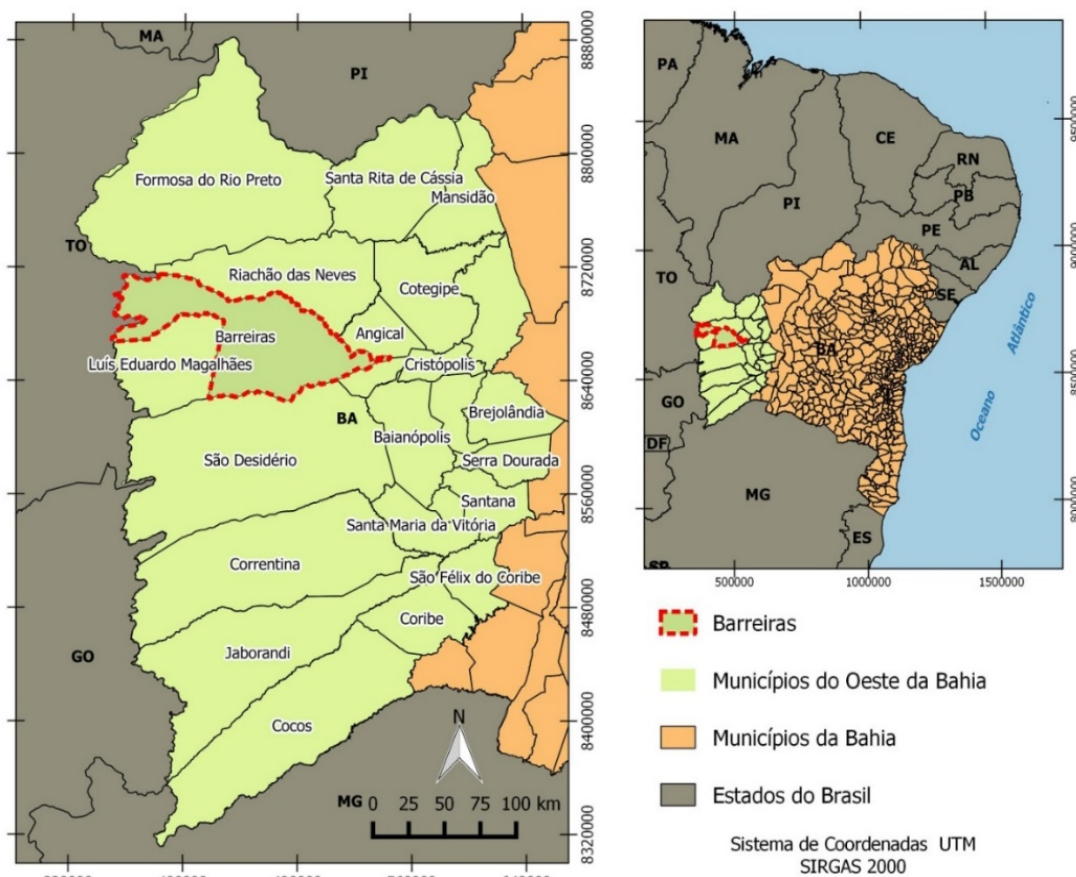 MA
PI
8880000
Formosa do Rio Preto
Santa Rita de Cássia
Mansidão
8800000
TO
Riachão das Neves
Cotegipe
8720000
Angical
Barreiras
Luís Eduardo Magalhães
Cristópolis
8640000
BA
Brejolândia
Baianópolis
São Desidério
Serra Dourada
Santana
8560000
Santa Maria da Vitória
Correntina
São Félix do Coribe
Coribe
8480000
GO
Jaborandi
Cocos
8400000
N
MG
0 25 50 75 100 km
8320000
PA
MA
CE
RN
PB
PI
PE
AL
TO
SE
BA
GO
DF
MG
ES
Oceano
Atlântico
9500000
9000000
8500000
8000000
500000
1000000
1500000
Barreiras
Municípios do Oeste da Bahia
Municípios da Bahia
Estados do Brasil
Sistema de Coordenadas UTM
SIRGAS 2000